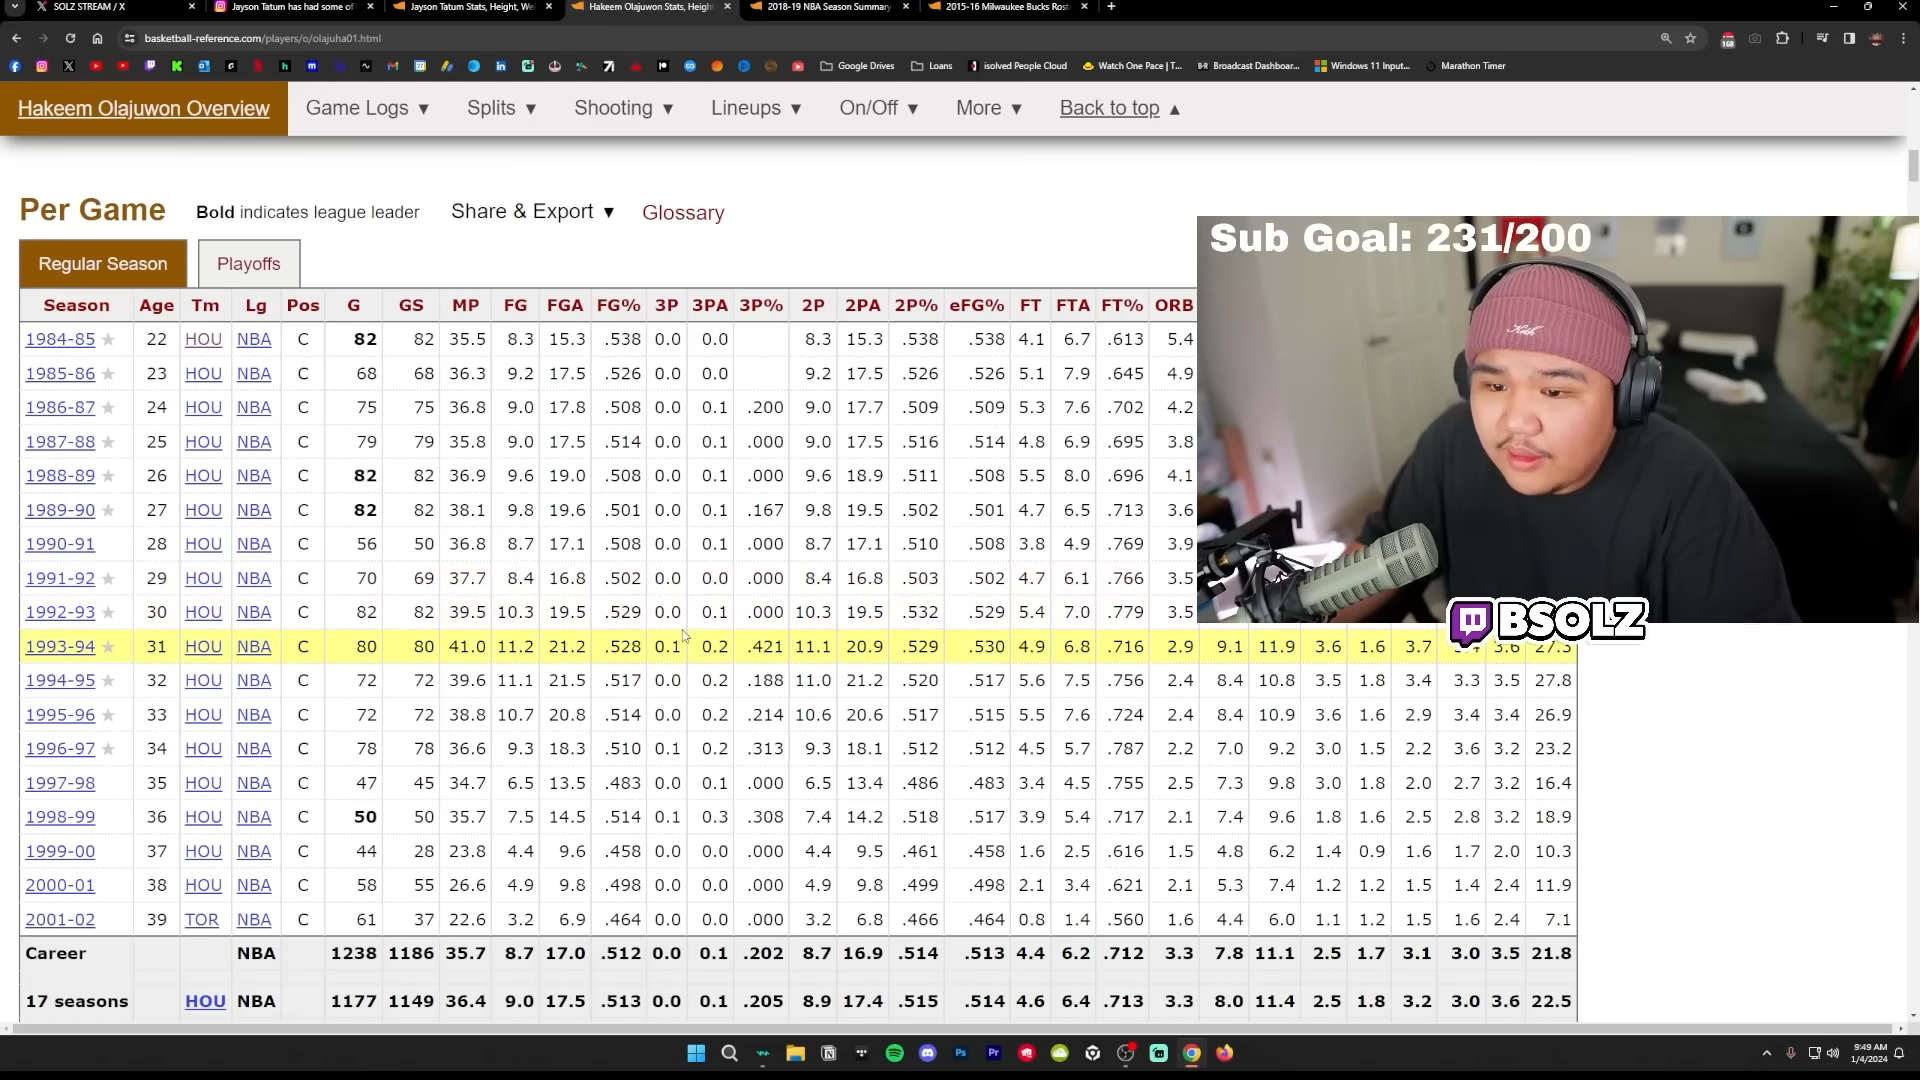 SOLZ STREAM / X
Jayson Tatum has had some of
Jayson Tatum Stats, Height, We
Hakeem Olajuwon Stats, Height
2018-19 NBA Season Summary
2015-16 Milwaukee Bucks Rost
basketball-reference.com/players/o/olajuha01.html
Google Drives
Loans
isolved People Cloud
Watch One Pace | T...
Broadcast Dashboar...
Windows 11 Input...
Marathon Timer
Hakeem Olajuwon Overview Game Logs ▼ Splits ▼ Shooting ▼ Lineups ▼ On/Off ▼ More ▼ Back to top ▲
Per Game Bold indicates league leader Share & Export ▼ Glossary
Sub Goal: 231/200
Regular Season Playoffs
Season Age Tm Lg Pos G GS MP FG FGA FG% 3P 3PA 3P% 2P 2PA 2P% eFG% FT FTA FT% ORB
1984-85 ★ 22 HOU NBA C 82 82 35.5 8.3 15.3 .538 0.0 0.0 8.3 15.3 .538 .538 4.1 6.7 .613 5.4
1985-86 ★ 23 HOU NBA C 68 68 36.3 9.2 17.5 .526 0.0 0.0 9.2 17.5 .526 .526 5.1 7.9 .645 4.9
1986-87 ★ 24 HOU NBA C 75 75 36.8 9.0 17.8 .508 0.0 0.1 .200 9.0 17.7 .509 .509 5.3 7.6 .702 4.2
1987-88 ★ 25 HOU NBA C 79 79 35.8 9.0 17.5 .514 0.0 0.1 .000 9.0 17.5 .516 .514 4.8 6.9 .695 3.8
1988-89 ★ 26 HOU NBA C 82 82 36.9 9.6 19.0 .508 0.0 0.1 .000 9.6 18.9 .511 .508 5.5 8.0 .696 4.1
1989-90 ★ 27 HOU NBA C 82 82 38.1 9.8 19.6 .501 0.0 0.1 .167 9.8 19.5 .502 .501 4.7 6.5 .713 3.6
1990-91 28 HOU NBA C 56 50 36.8 8.7 17.1 .508 0.0 0.1 .000 8.7 17.1 .510 .508 3.8 4.9 .769 3.9
1991-92 ★ 29 HOU NBA C 70 69 37.7 8.4 16.8 .502 0.0 0.0 .000 8.4 16.8 .503 .502 4.7 6.1 .766 3.5
1992-93 ★ 30 HOU NBA C 82 82 39.5 10.3 19.5 .529 0.0 0.1 .000 10.3 19.5 .532 .529 5.4 7.0 .779 3.5
BSOLZ
1993-94 ★ 31 HOU NBA C 80 80 41.0 11.2 21.2 .528 0.1 0.2 .421 11.1 20.9 .529 .530 4.9 6.8 .716 2.9 9.1 11.9 3.6 1.6 3.7 3.6 27.3
1994-95 ★ 32 HOU NBA C 72 72 39.6 11.1 21.5 .517 0.0 0.2 .188 11.0 21.2 .520 .517 5.6 7.5 .756 2.4 8.4 10.8 3.5 1.8 3.4 3.3 3.5 27.8
1995-96 ★ 33 HOU NBA C 72 72 38.8 10.7 20.8 .514 0.0 0.2 .214 10.6 20.6 .517 .515 5.5 7.6 .724 2.4 8.4 10.9 3.6 1.6 2.9 3.4 3.4 26.9
1996-97 ★ 34 HOU NBA C 78 78 36.6 9.3 18.3 .510 0.1 0.2 .313 9.3 18.1 .512 .512 4.5 5.7 .787 2.2 7.0 9.2 3.0 1.5 2.2 3.6 3.2 23.2
1997-98 35 HOU NBA C 47 45 34.7 6.5 13.5 .483 0.0 0.1 .000 6.5 13.4 .486 .483 3.4 4.5 .755 2.5 7.3 9.8 3.0 1.8 2.0 2.7 3.2 16.4
1998-99 36 HOU NBA C 50 50 35.7 7.5 14.5 .514 0.1 0.3 .308 7.4 14.2 .518 .517 3.9 5.4 .717 2.1 7.4 9.6 1.8 1.6 2.5 2.8 3.2 18.9
1999-00 37 HOU NBA C 44 28 23.8 4.4 9.6 .458 0.0 0.0 .000 4.4 9.5 .461 .458 1.6 2.5 .616 1.5 4.8 6.2 1.4 0.9 1.6 1.7 2.0 10.3
2000-01 38 HOU NBA C 58 55 26.6 4.9 9.8 .498 0.0 0.0 .000 4.9 9.8 .499 .498 2.1 3.4 .621 2.1 5.3 7.4 1.2 1.2 1.5 1.4 2.4 11.9
2001-02 39 TOR NBA C 61 37 22.6 3.2 6.9 .464 0.0 0.0 .000 3.2 6.8 .466 .464 0.8 1.4 .560 1.6 4.4 6.0 1.1 1.2 1.5 1.6 2.4 7.1
Career NBA 1238 1186 35.7 8.7 17.0 .512 0.0 0.1 .202 8.7 16.9 .514 .513 4.4 6.2 .712 3.3 7.8 11.1 2.5 1.7 3.1 3.0 3.5 21.8
17 seasons HOU NBA 1177 1149 36.4 9.0 17.5 .513 0.0 0.1 .205 8.9 17.4 .515 .514 4.6 6.4 .713 3.3 8.0 11.4 2.5 1.8 3.2 3.0 3.6 22.5
9:49 AM
1/4/2024